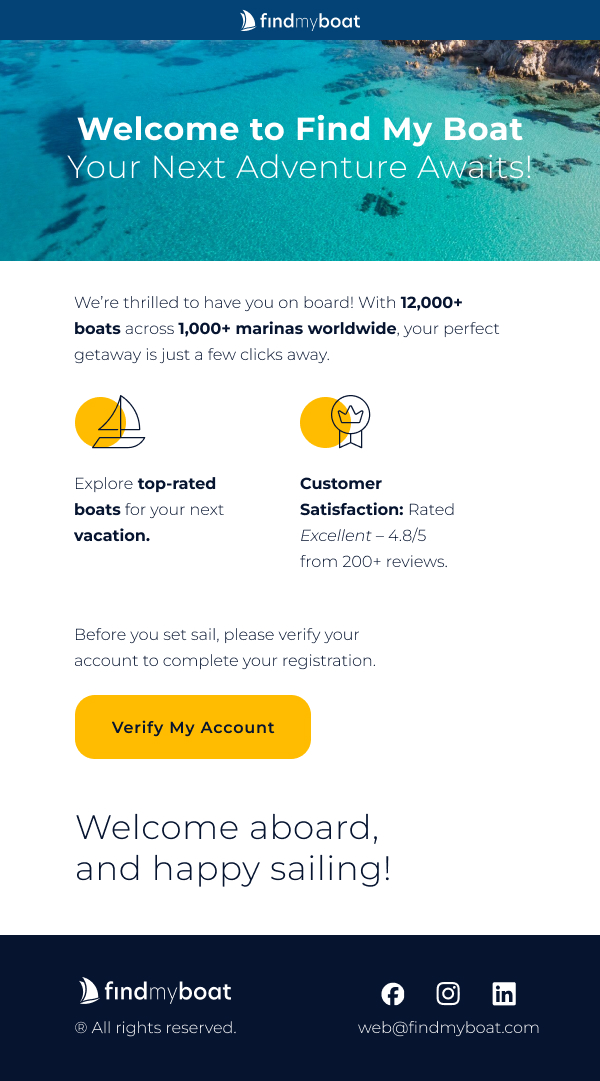 findmyboat
Welcome to Find My Boat
Your Next Adventure Awaits!
We’re thrilled to have you on board! With 12,000+
boats across 1,000+ marinas worldwide, your perfect
getaway is just a few clicks away.
Explore top-rated
boats for your next
vacation.
Customer
Satisfaction: Rated
Excellent – 4.8/5
from 200+ reviews.
Before you set sail, please verify your
account to complete your registration.
Verify My Account
Welcome aboard,
and happy sailing!
findmyboat
® All rights reserved.
web@findmyboat.com